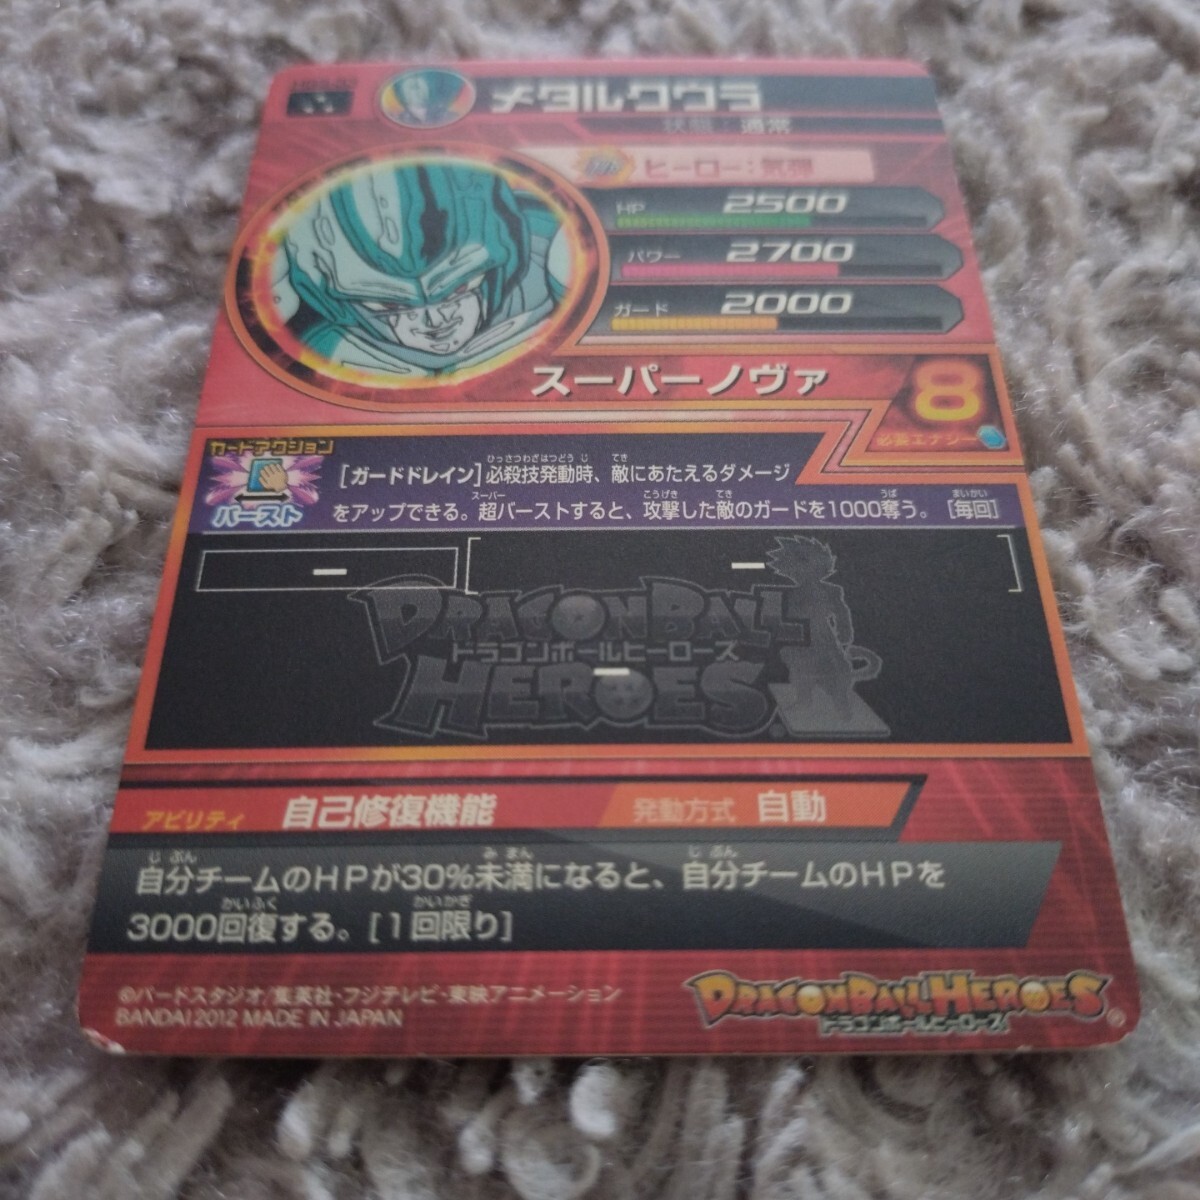 メタルクウラ
状態：通常
ヒーロー：気弾
HP 2500
パワー 2700
ガード 2000
スーパーノヴァ
8
必要エナジー
カードアクション
バースト
[ガードドレイン]必殺技発動時、敵にあたえるダメージ
をアップできる。超バーストすると、攻撃した敵のガードを1000奪う。[毎回]
ー
ー
DRAGONBALL
ドラゴンボールヒーローズ
ー
HEROES
アビリティ 自己修復機能 発動方式 自動
自分チームのHPが30%未満になると、自分チームのHPを
3000回復する。[1回限り]
©バードスタジオ/集英社・フジテレビ・東映アニメーション
BANDAI 2012 MADE IN JAPAN
DRAGONBALL HEROES
ドラゴンボールヒーローズ